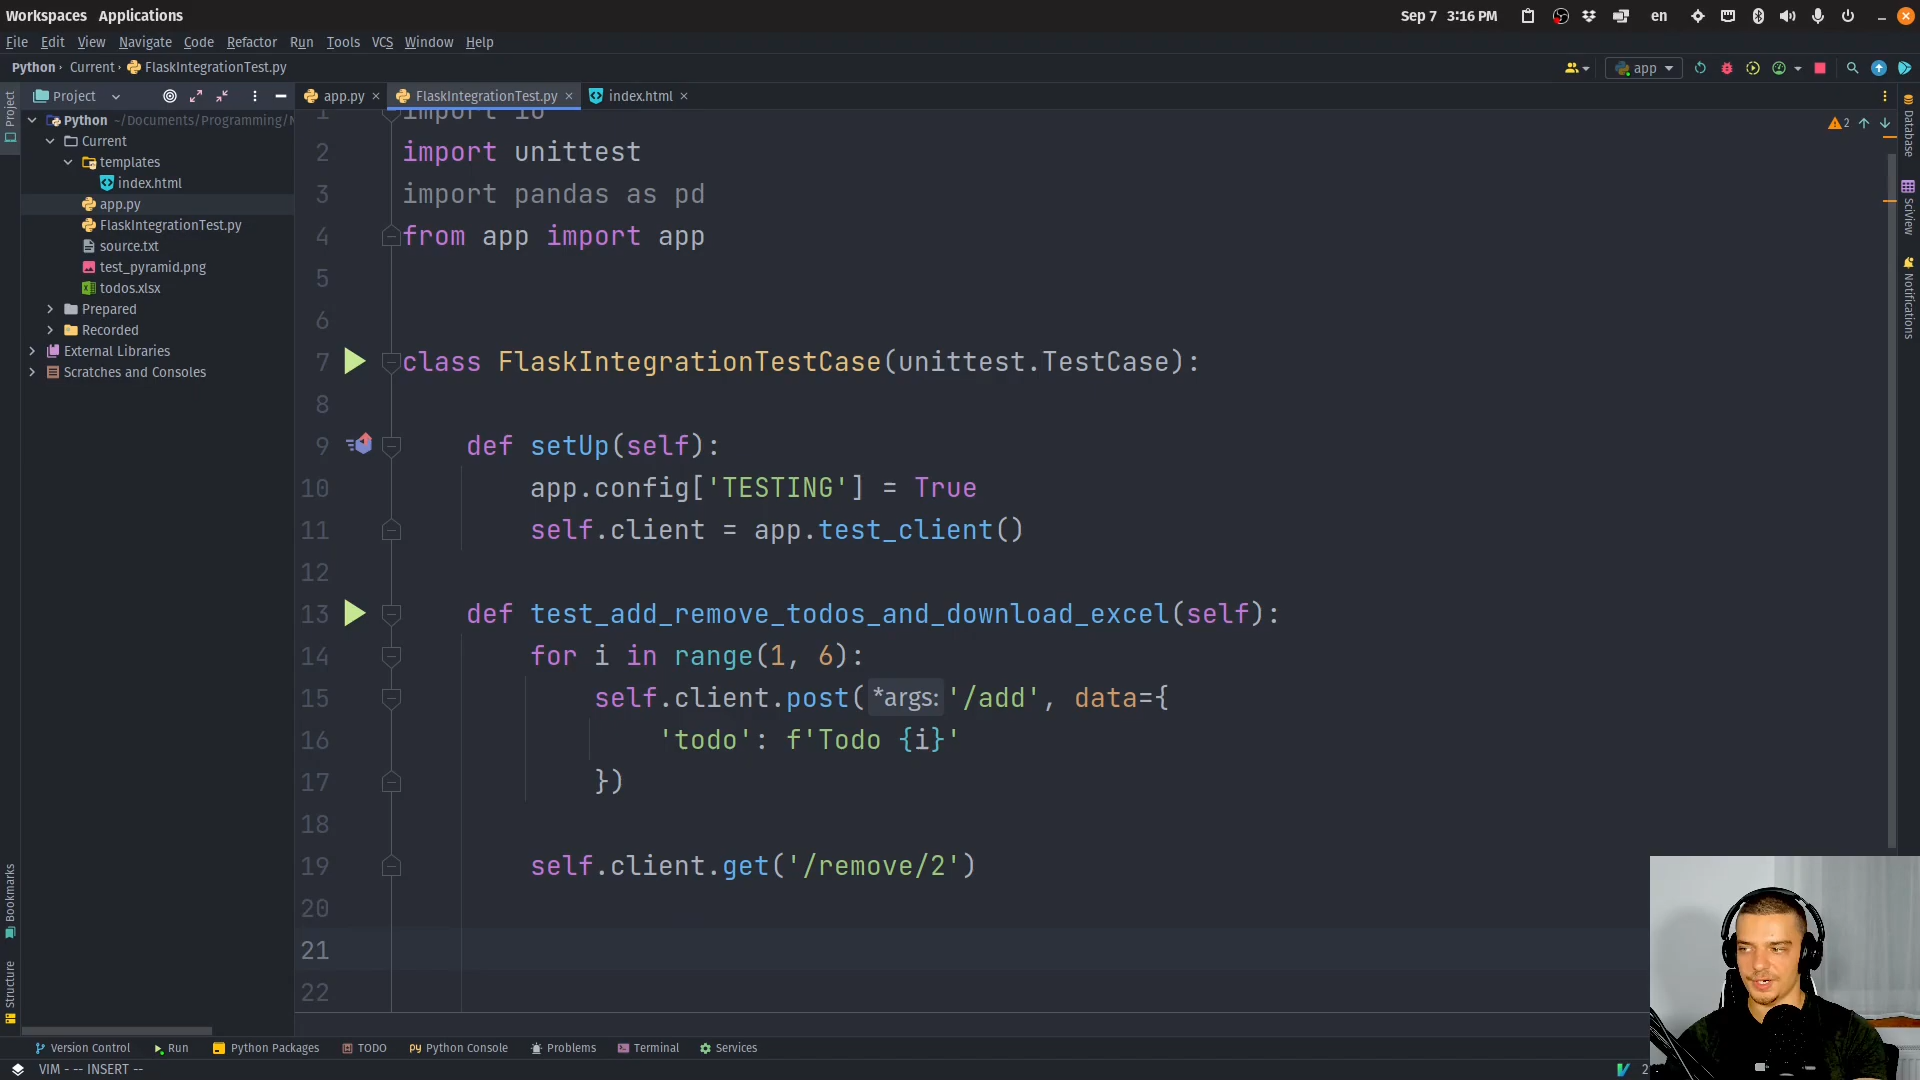 Workspaces Applications
Sep 7 3:16 PM en
File Edit View Navigate Code Refactor Run Tools VCS Window Help
Python Current FlaskIntegrationTest.py
app
Project
app.py FlaskIntegrationTest.py index.html
Python ~/Documents/Programming/N
Current
templates
index.html
app.py
FlaskIntegrationTest.py
source.txt
test_pyramid.png
todos.xlsx
Prepared
Recorded
External Libraries
Scratches and Consoles
Project
Bookmarks
Structure
2
Database
SciView
Notifications
1 import io
2 import unittest
3 import pandas as pd
4 from app import app
5
6
7 class FlaskIntegrationTestCase(unittest.TestCase):
8
9 def setUp(self):
10 app.config['TESTING'] = True
11 self.client = app.test_client()
12
13 def test_add_remove_todos_and_download_excel(self):
14 for i in range(1, 6):
15 self.client.post(*args: '/add', data={
16 'todo': f'Todo {i}'
17 })
18
19 self.client.get('/remove/2')
20
21
22
Version Control Run Python Packages TODO Python Console Problems Terminal Services
VIM - -- INSERT --